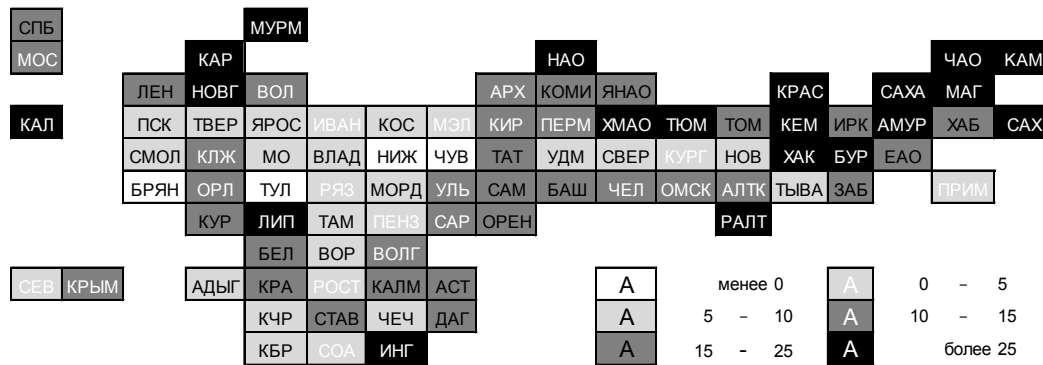 СПБ МУРМ
МОС КАР НАО ЧАО КАМ
ЛЕН НОВГ ВОЛ АРХ КОМИ ЯНАО КРАС САХА МАГ
КАЛ ПСК ТВЕР ЯРОС ИВАН КОС МЭЛ КИР ПЕРМ ХМАО ТЮМ ТОМ КЕМ ИРК АМУР ХАБ САХ
СМОЛ КЛЖ МО ВЛАД НИЖ ЧУВ ТАТ УДМ СВЕР КУРГ НОВ ХАК БУР ЕАО
БРЯН ОРЛ ТУЛ РЯЗ МОРД УЛЬ САМ БАШ ЧЕЛ ОМСК АЛТК ТЫВА ЗАБ ПРИМ
КУР ЛИП ТАМ ПЕНЗ САР ОРЕН РАЛТ
БЕЛ ВОР ВОЛГ
СЕВ КРЫМ АДЫГ КРА РОСТ КАЛМ АСТ А менее 0 А 0 – 5
КЧР СТАВ ЧЕЧ ДАГ А 5 – 10 А 10 – 15
КБР СОА ИНГ А 15 - 25 А более 25